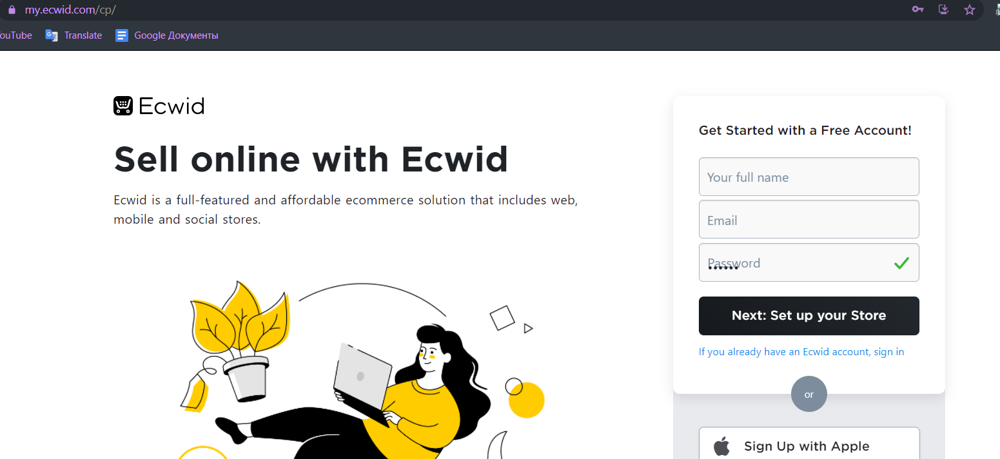 my.ecwid.com/cp/
ouTube
Translate
Google Документы
Ecwid
Sell online with Ecwid
Ecwid is a full-featured and affordable ecommerce solution that includes web,
mobile and social stores.
Get Started with a Free Account!
Your full name
Email
Password
Next: Set up your Store
If you already have an Ecwid account, sign in
or
Sign Up with Apple